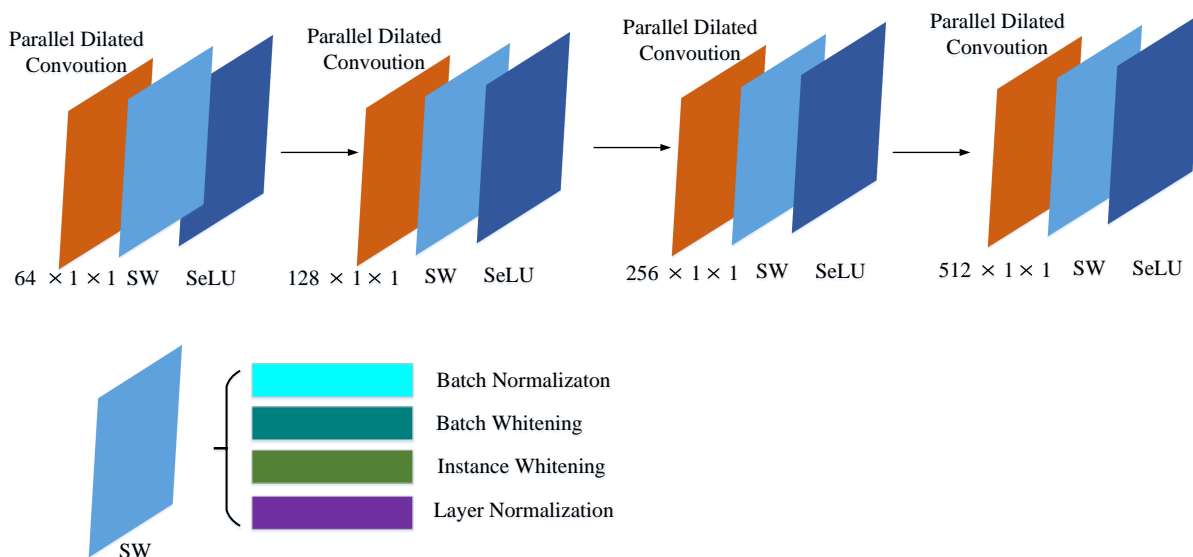 Parallel Dilated
Convoution
Parallel Dilated
Convoution
Parallel Dilated
Convoution
Parallel Dilated
Convoution
64 × 1 × 1 SW SeLU
128 × 1 × 1 SW SeLU
256 × 1 × 1 SW SeLU
512 × 1 × 1 SW SeLU
Batch Normalizaton
Batch Whitening
Instance Whitening
Layer Normalization
SW